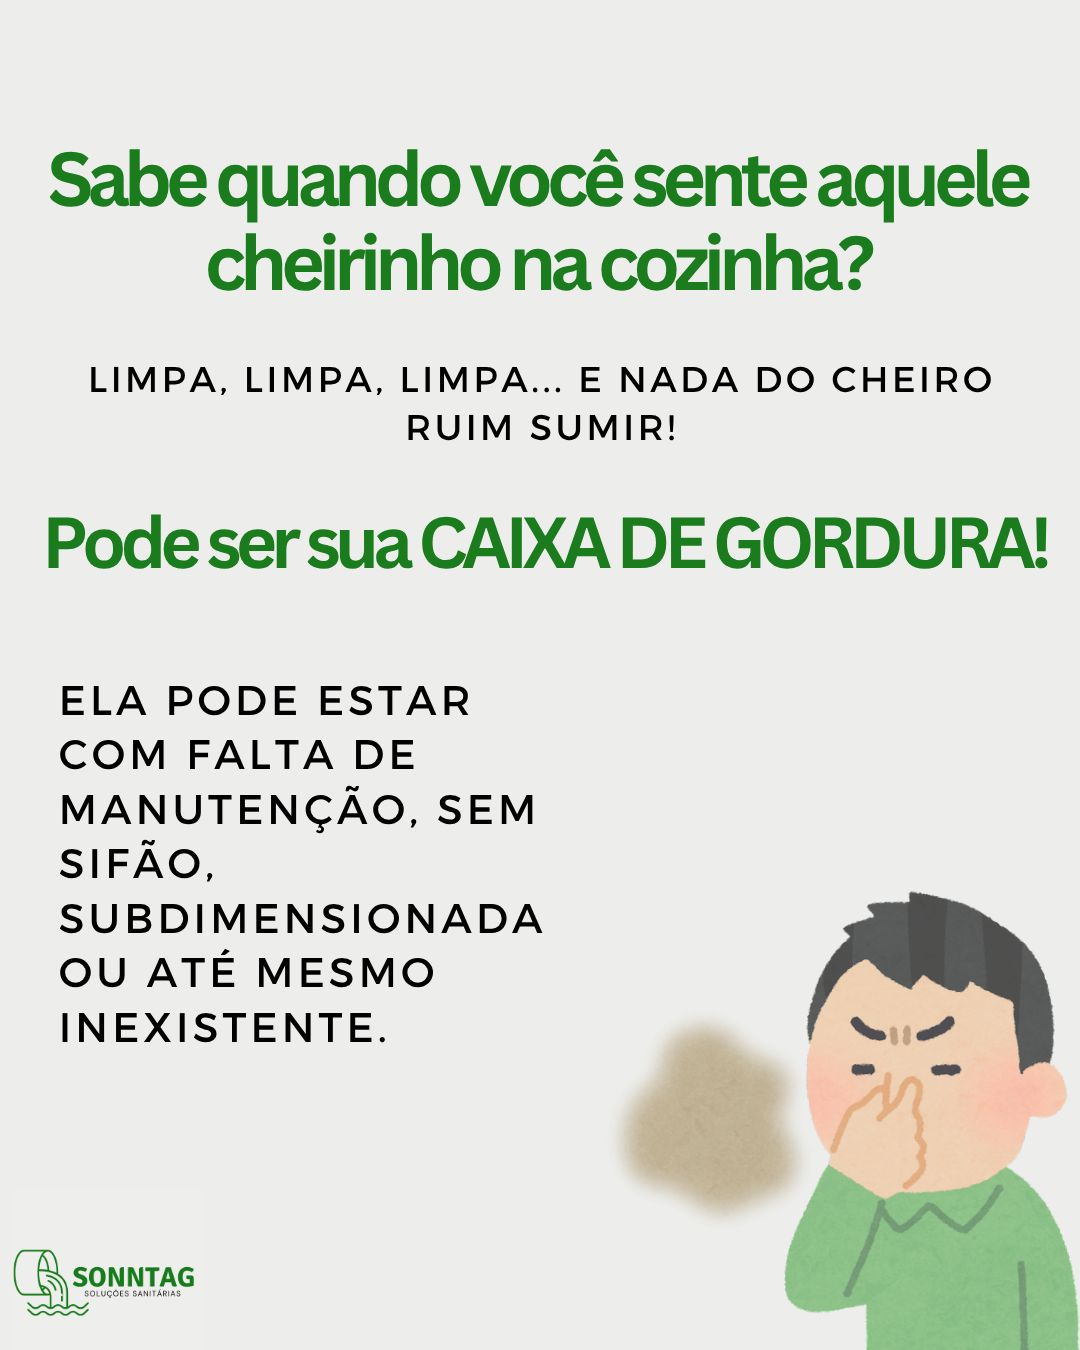 Sabe quando você sente aquele
cheirinho na cozinha?
LIMPA, LIMPA, LIMPA... E NADA DO CHEIRO
RUIM SUMIR!
Pode ser sua CAIXA DE GORDURA!
ELA PODE ESTAR
COM FALTA DE
MANUTENÇÃO, SEM
SIFÃO,
SUBDIMENSIONADA
OU ATÉ MESMO
INEXISTENTE.
SONNTAG
SOLUÇÕES SANITÁRIAS